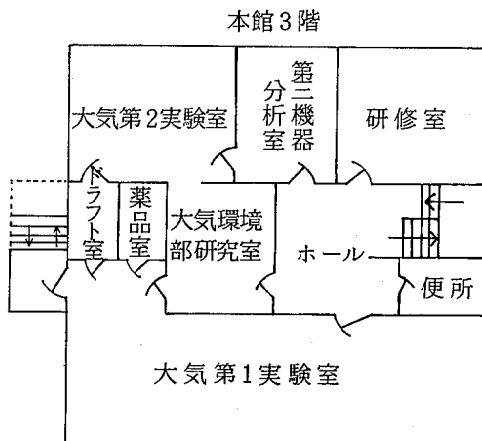 本館3階
大気第2実験室
第二機器
分析室
研修室
ドラフト室
薬品室
大気環境
部研究室
ホール
便所
大気第1実験室